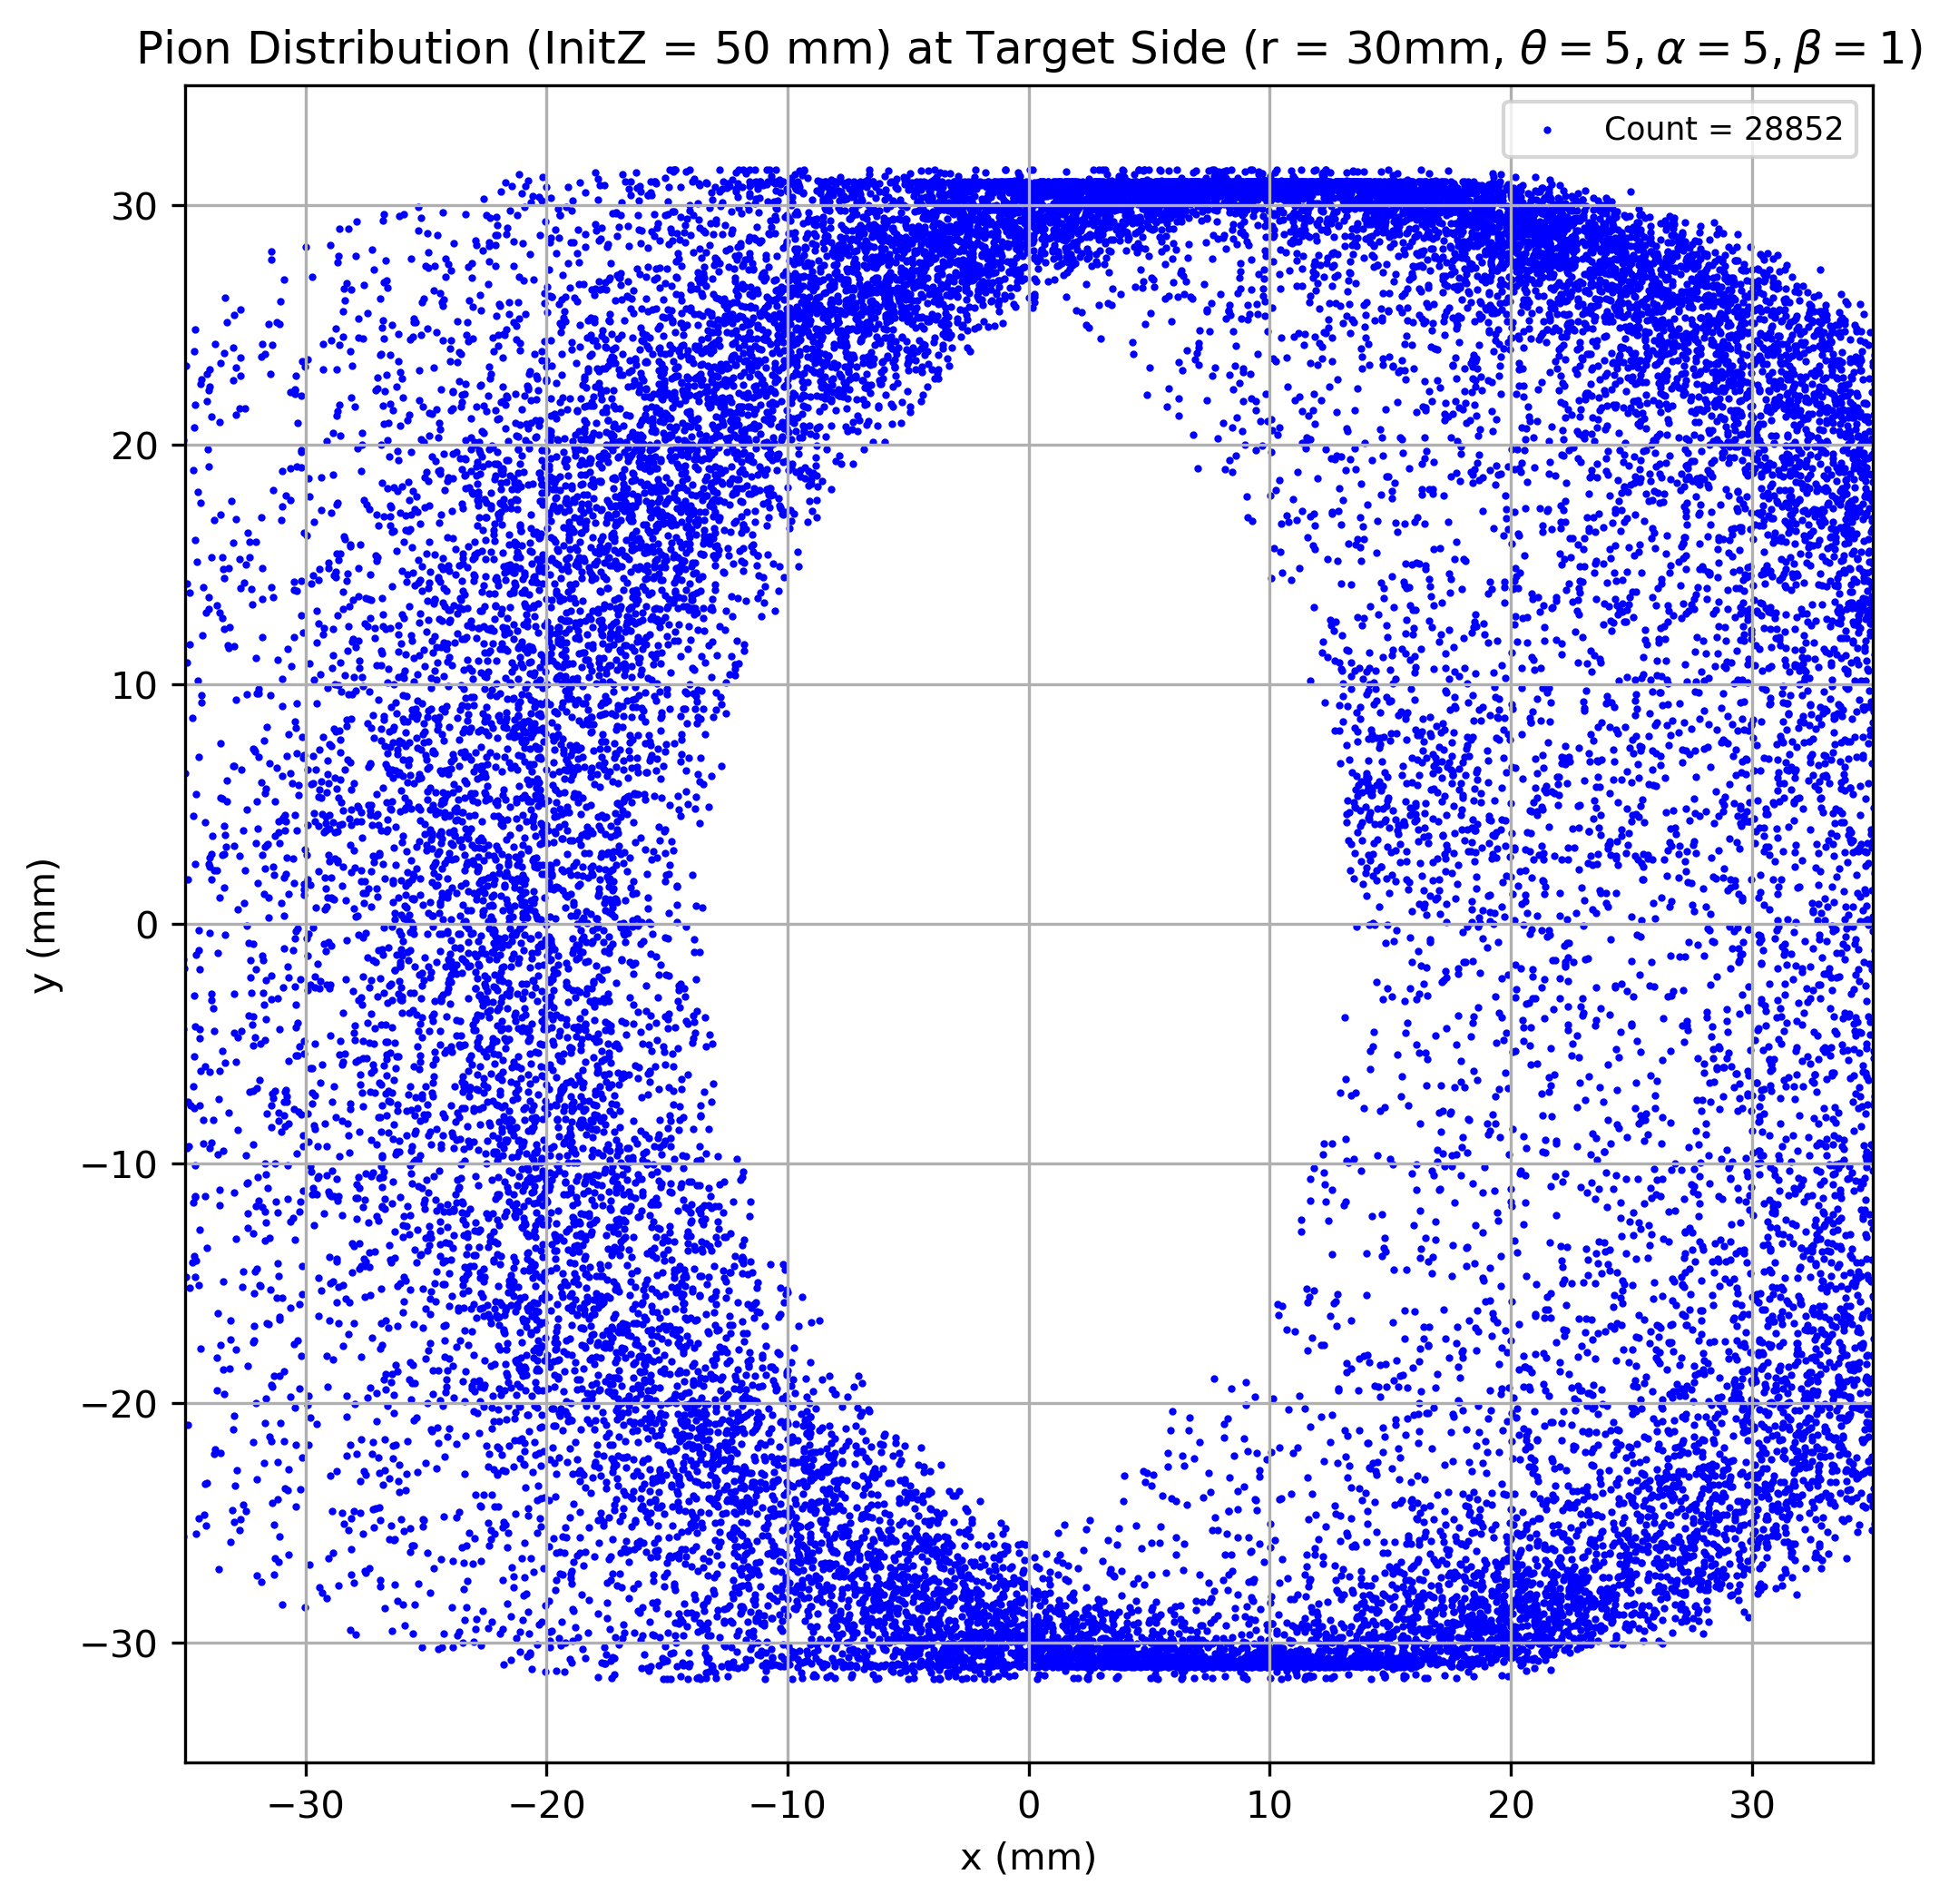 Pion Distribution (InitZ = 50 mm) at Target Side (r = 30mm, θ = 5, α = 5, β = 1)
Count = 28852
30
20
10
0
−10
−20
−30
y (mm)
−30 −20 −10 0 10 20 30
x (mm)